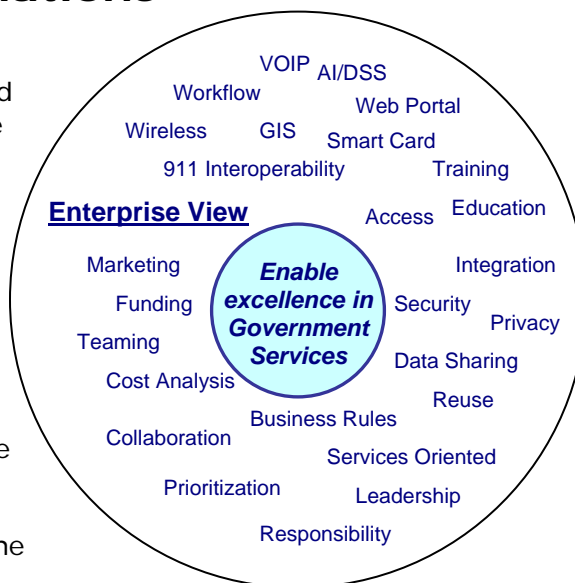 VOIP AI/DSS
Workflow
Web Portal
Wireless GIS Smart Card
911 Interoperability Training
Enterprise View Access Education
Marketing Integration
Funding Security
Privacy
Teaming
Data Sharing
Cost Analysis
Reuse
Enable
excellence in
Government
Services
Business Rules
Collaboration
Services Oriented
Prioritization
Leadership
Responsibility